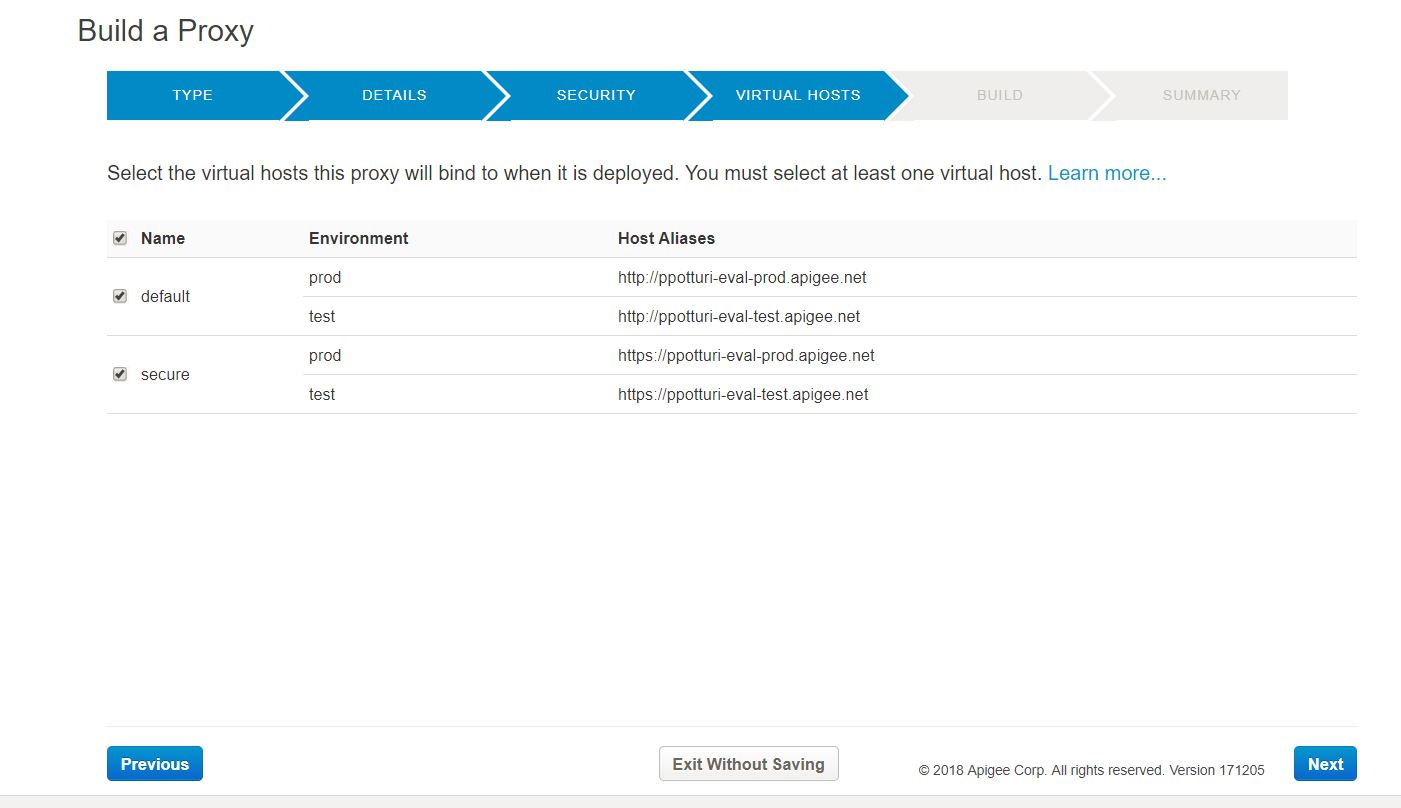 Build a Proxy
TYPE DETAILS SECURITY VIRTUAL HOSTS BUILD SUMMARY
Select the virtual hosts this proxy will bind to when it is deployed. You must select at least one virtual host. Learn more...
Name Environment Host Aliases
default
prod http://ppotturi-eval-prod.apigee.net
test http://ppotturi-eval-test.apigee.net
secure
prod https://ppotturi-eval-prod.apigee.net
test https://ppotturi-eval-test.apigee.net
Previous Exit Without Saving © 2018 Apigee Corp. All rights reserved. Version 171205 Next